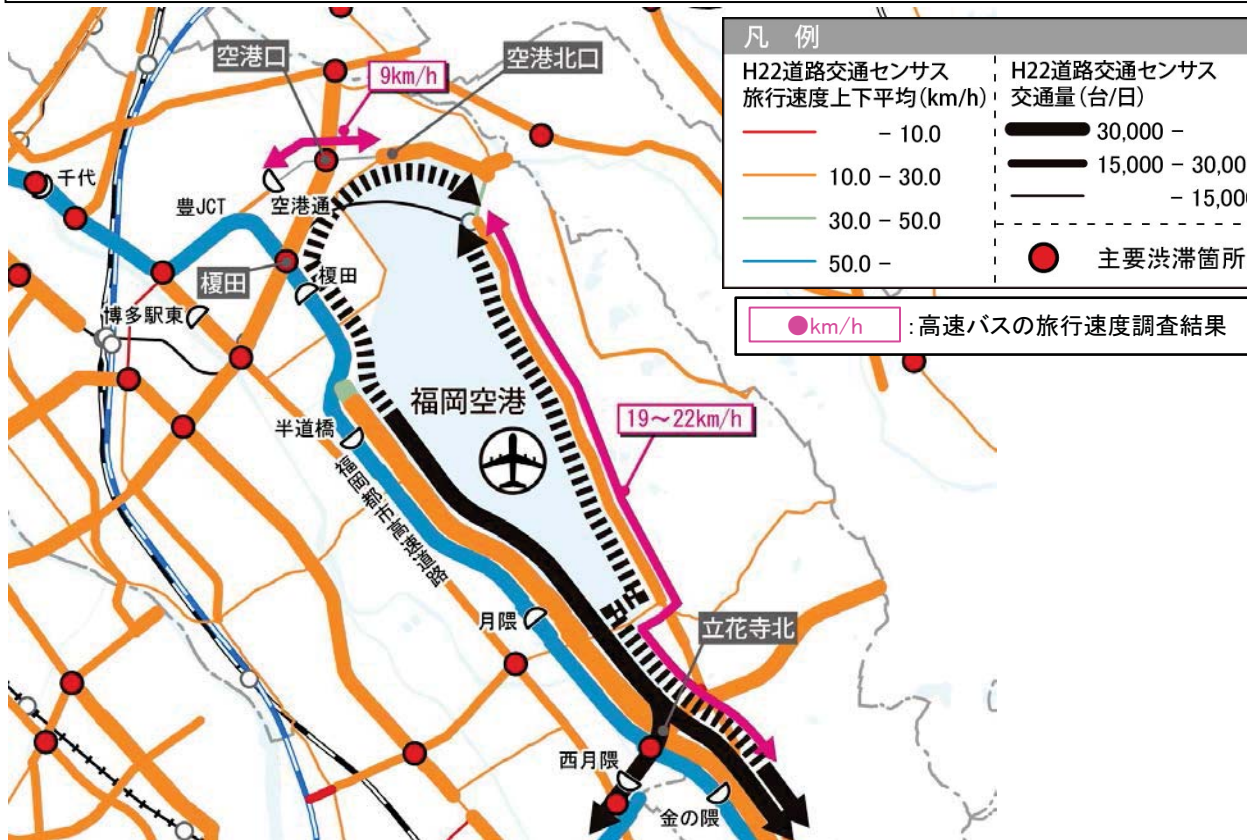 凡 例
H22道路交通センサス
旅行速度上下平均(km/h)
- 10.0
10.0 - 30.0
30.0 - 50.0
50.0 -
H22道路交通センサス
交通量(台/日)
30,000 -
15,000 - 30,00
- 1500
主要渋滞箇所
●km/h
:高速バスの旅行速度調査結果
空港口
9km/h
空港北口
千代
豊JCT
空港通
榎田
榎田
博多駅東
福岡空港
半道橋
福岡都市高速道路
19～22km/h
月隈
立花寺北
西月隈
金の隈